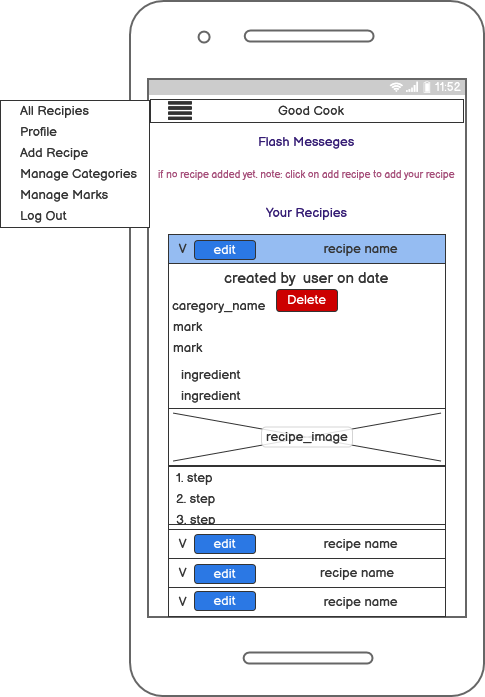 11:52
Good Cook
All Recipies
Profile
Add Recipe
Manage Categories
Manage Marks
Log Out
Flash Messeges
if no recipe added yet. note: click on add recipe to add your recipe
Your Recipies
V edit recipe name
created by user on date
caregory_name Delete
mark
mark
ingredient
ingredient
recipe_image
1. step
2. step
3. step
V edit recipe name
V edit recipe name
V edit recipe name